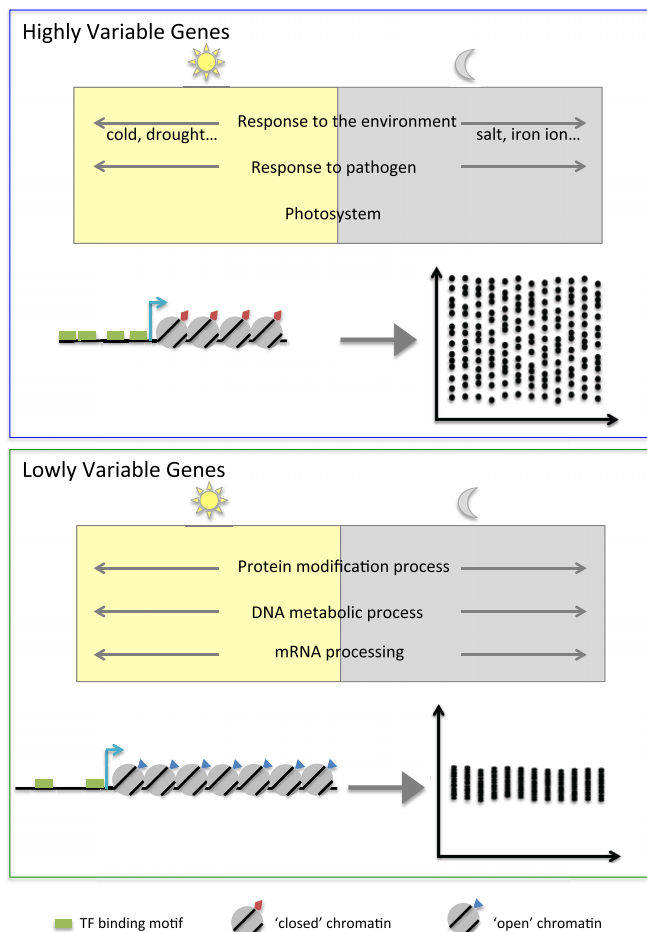 Highly Variable Genes
Response to the environment
cold, drought...
salt, iron ion...
Response to pathogen
Photosystem
Lowly Variable Genes
Protein modification process
DNA metabolic process
mRNA processing
TF binding motif
'closed' chromatin
'open' chromatin